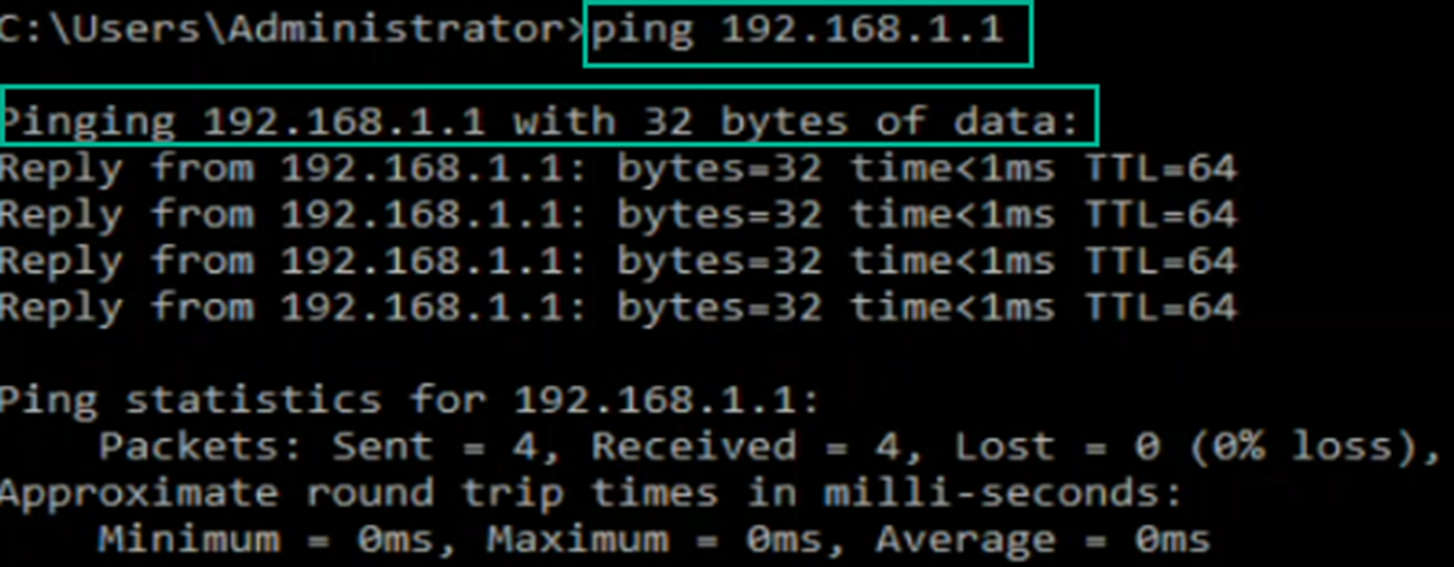 C:\Users\Administrator>ping 192.168.1.1
Pinging 192.168.1.1 with 32 bytes of data:
Reply from 192.168.1.1: bytes=32 time<1ms TTL=64
Reply from 192.168.1.1: bytes=32 time<1ms TTL=64
Reply from 192.168.1.1: bytes=32 time<1ms TTL=64
Reply from 192.168.1.1: bytes=32 time<1ms TTL=64
Ping statistics for 192.168.1.1:
Packets: Sent = 4, Received = 4, Lost = 0 (0% loss),
Approximate round trip times in milli-seconds:
Minimum = 0ms, Maximum = 0ms, Average = 0ms